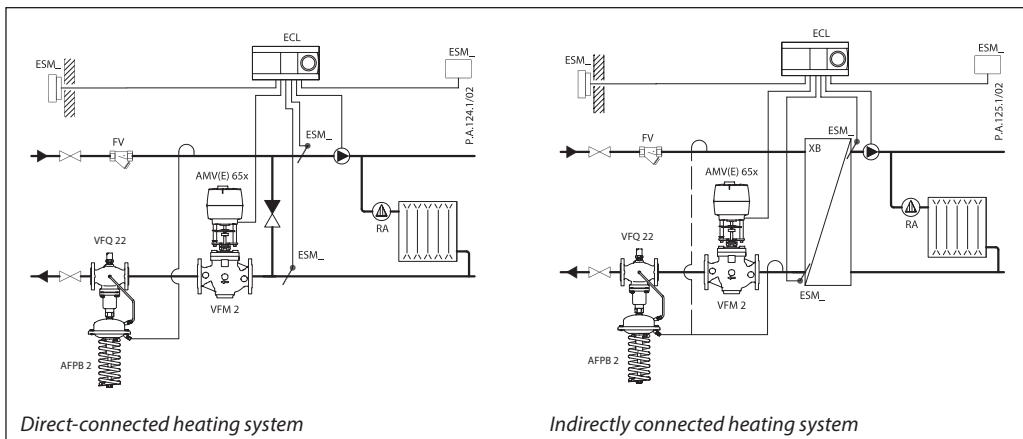 ECL
ESM_
ESM_
P.A.124.1/02
FV
ESM_
AMV(E) 65x
RA
VFQ 22
ESM_
VFM 2
AFPB 2
Direct-connected heating system
ECL
ESM_
ESM_
P.A.125.1/02
FV
ESM_
XB
AMV(E) 65x
RA
VFQ 22
ESM_
VFM 2
AFPB 2
Indirectly connected heating system